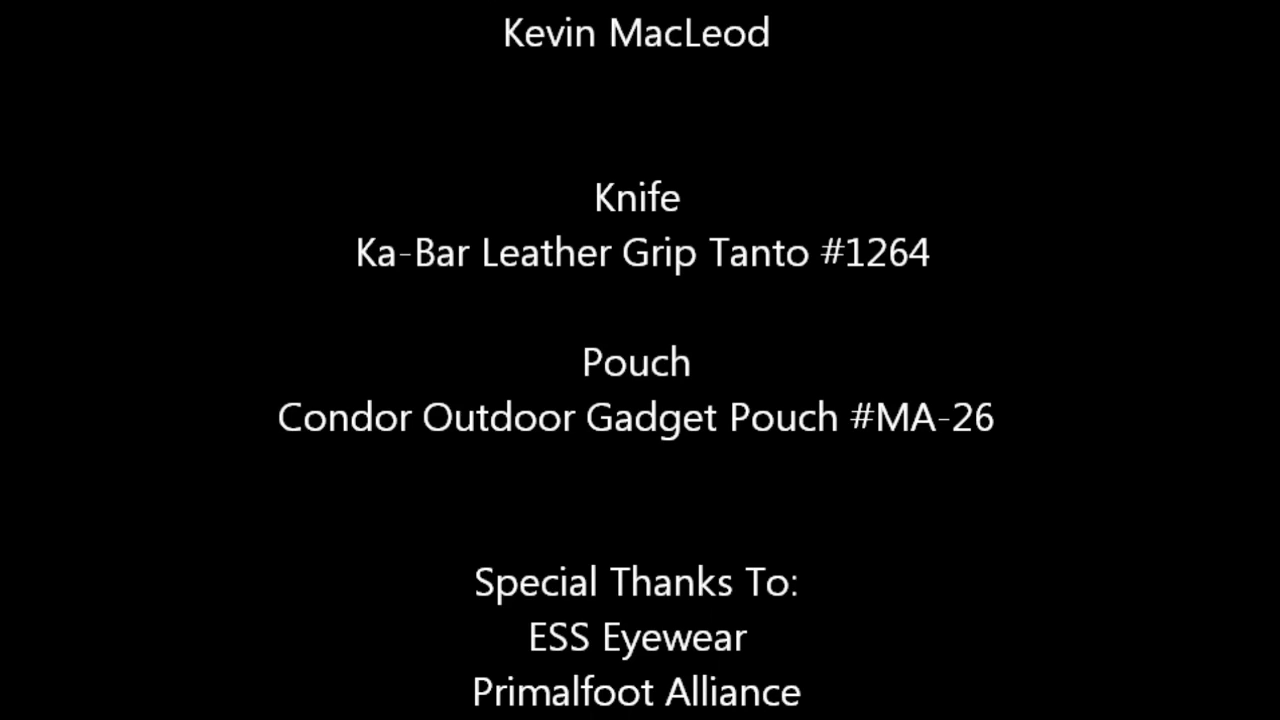 Kevin MacLeod
Knife
Ka-Bar Leather Grip Tanto #1264
Pouch
Condor Outdoor Gadget Pouch #MA-26
Special Thanks To:
ESS Eyewear
Primalfoot Alliance